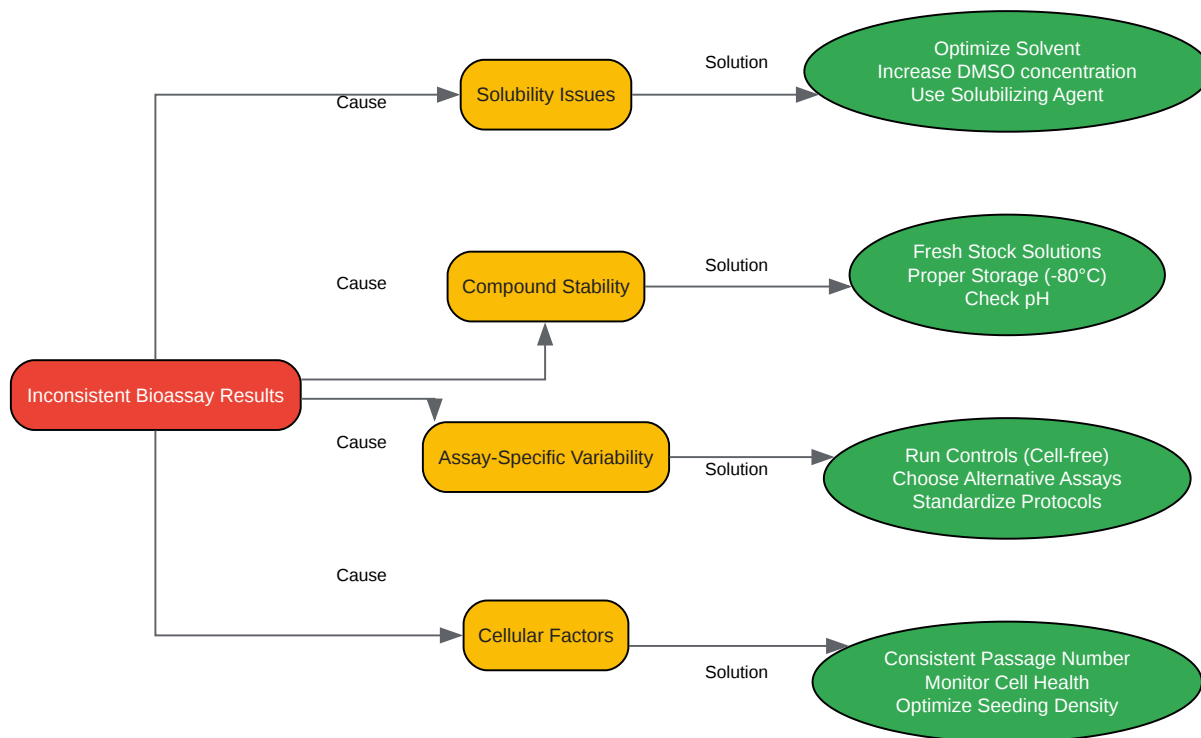 Optimize Solvent
Increase DMSO concentration
Use Solubilizing Agent
Solution
Solubility Issues
Cause
Fresh Stock Solutions
Proper Storage (-80°C)
Check pH
Solution
Compound Stability
Cause
Inconsistent Bioassay Results
Cause
Assay-Specific Variability
Solution
Run Controls (Cell-free)
Choose Alternative Assays
Standardize Protocols
Cause
Cellular Factors
Solution
Consistent Passage Number
Monitor Cell Health
Optimize Seeding Density